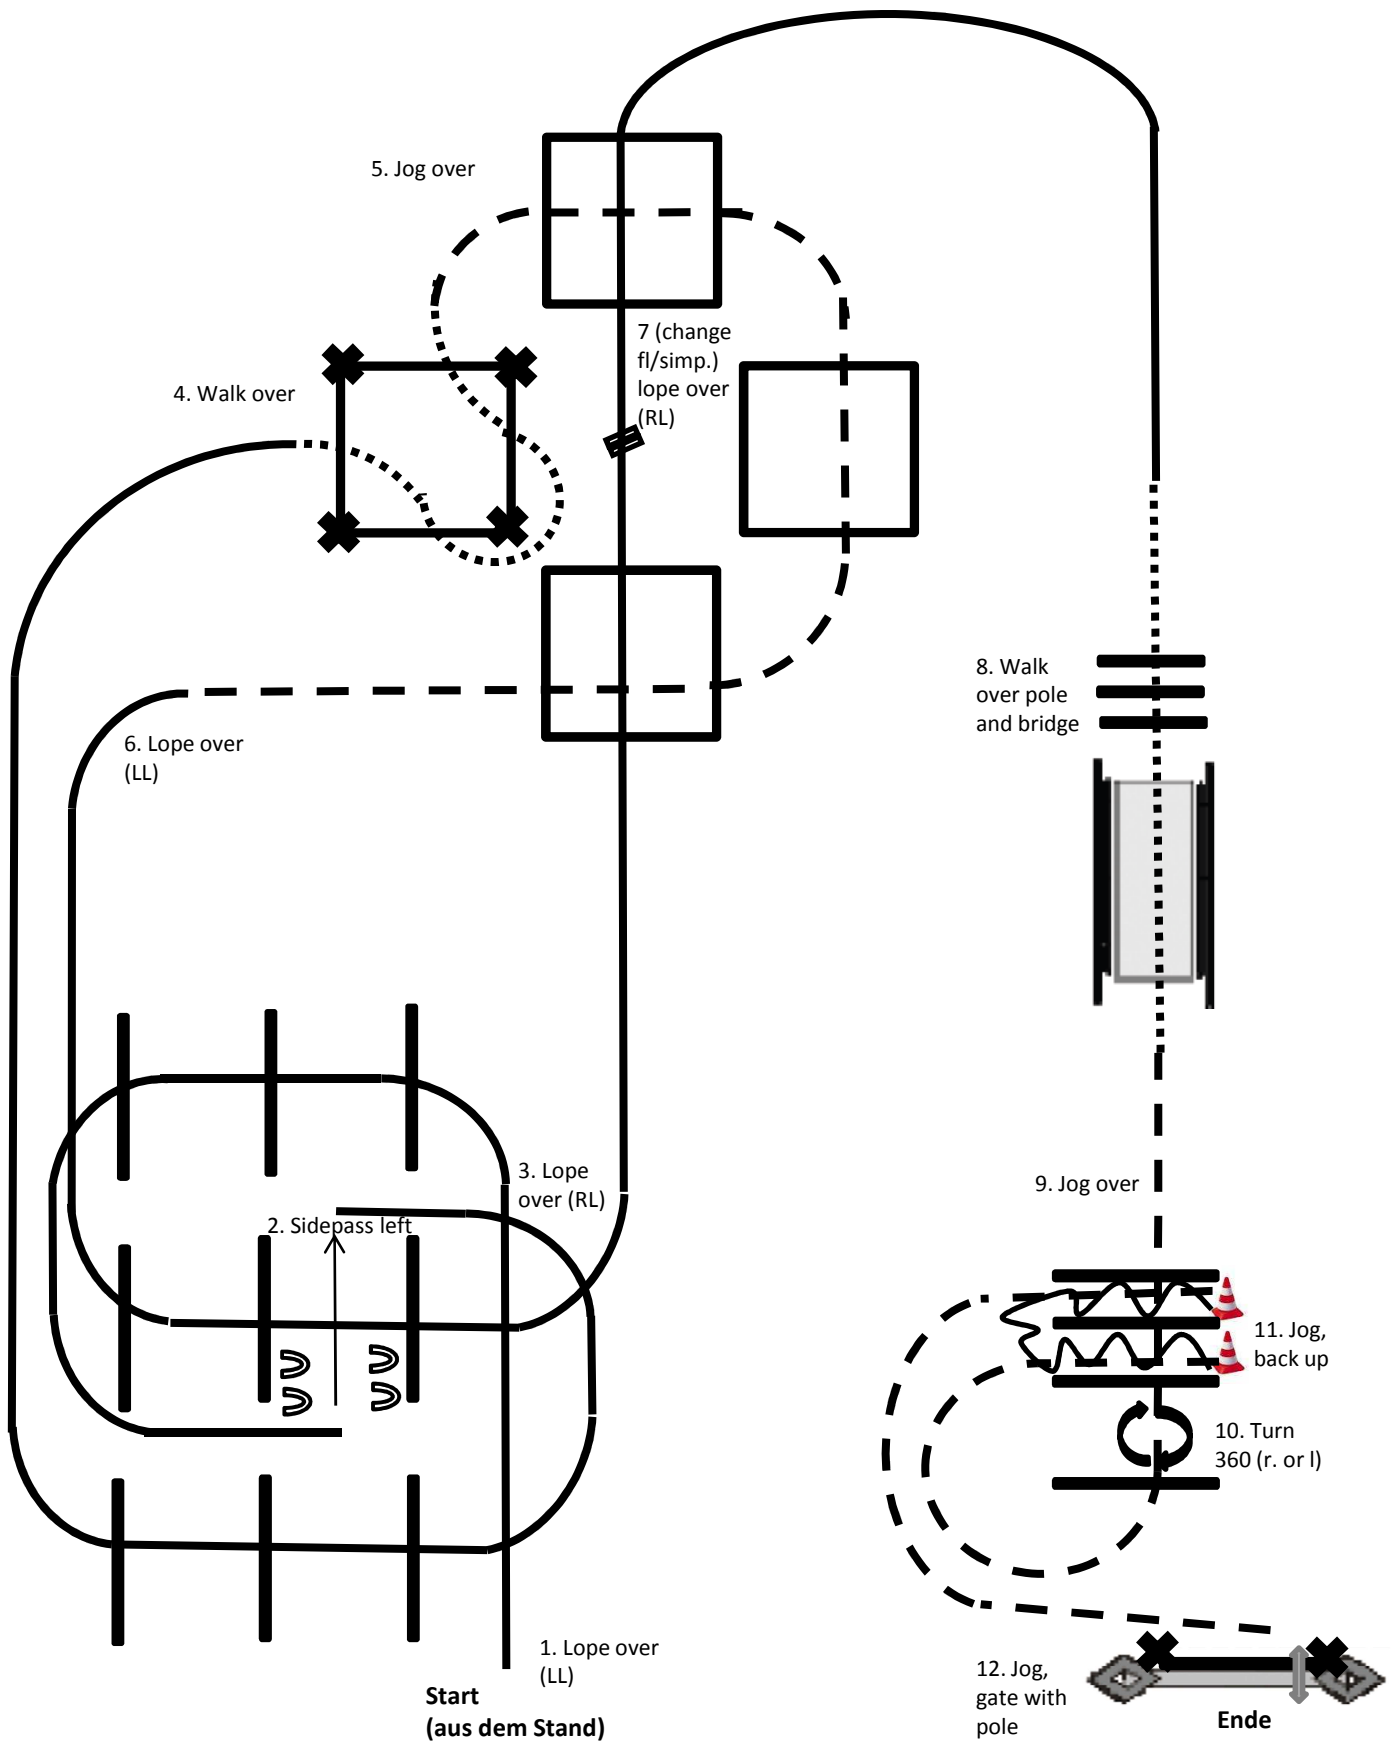 5. Jog over
7 (change
fl/simp.)
lope over
(RL)
4. Walk over
8. Walk
over pole
and bridge
6. Lope over
(LL)
3. Lope
over (RL)
9. Jog over
2. Sidepass left
11. Jog,
back up
10. Turn
360 (r. or l)
1. Lope over
(LL)
Start
(aus dem Stand)
12. Jog,
gate with
pole
Ende